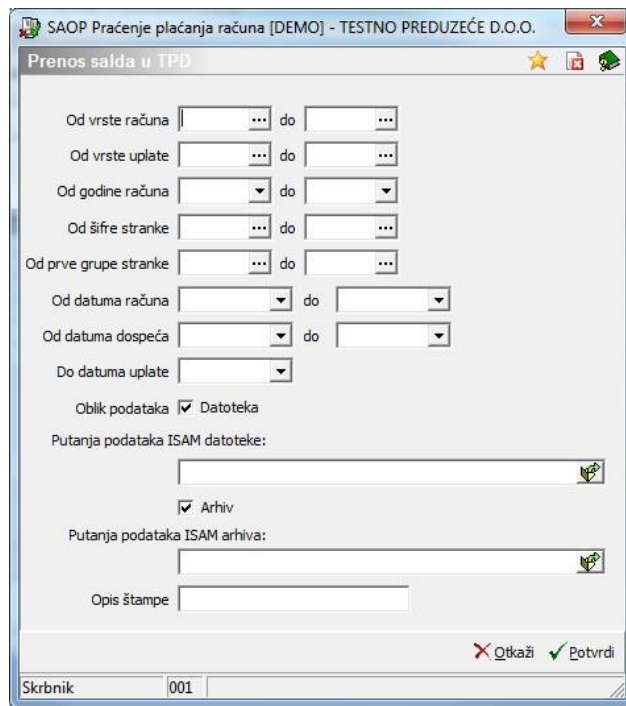 SAOP Praćenje plaćanja računa [DEMO] - TESTNO PREDUZEĆE D.O.O.
Prenos salda u TPD
Od vrste računa do
Od vrste uplate do
Od godine računa do
Od šifre stranke do
Od prve grupe stranke do
Od datuma računa do
Od datuma dospeća do
Do datuma uplate
Oblik podataka Datoteka
Putanja podataka ISAM datoteke:
Arhiv
Putanja podataka ISAM arhiva:
Opis štampe
Otkaži Potvrdi
Skrbnik 001